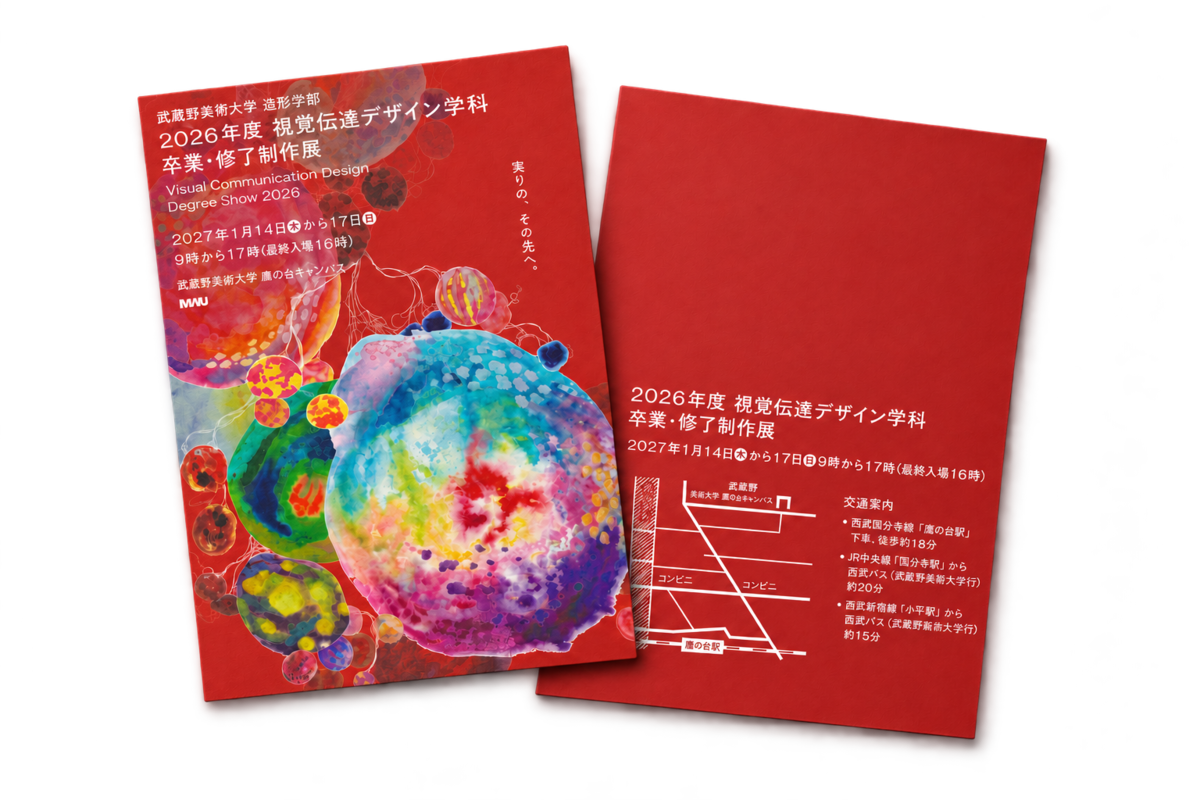 武蔵野美術大学 造形学部
2026年度 視覚伝達デザイン学科
卒業・修了制作展
Visual Communication Design
Degree Show 2026
2027年1月14日木から17日日
9時から17時(最終入場16時)
武蔵野美術大学 鷹の台キャンパス
MAU
実りの、その先へ。
2026年度 視覚伝達デザイン学科
卒業・修了制作展
2027年1月14日木から17日日9時から17時(最終入場16時)
武蔵野
美術大学 鷹の台キャンパス
コンビニ
コンビニ
鷹の台駅
交通案内
• 西武国分寺線「鷹の台駅」
下車、徒歩約18分
• JR中央線「国分寺駅」から
西武バス(武蔵野美術大学行)
約20分
• 西武新宿線「小平駅」から
西武バス(武蔵野美術大学行)
約15分